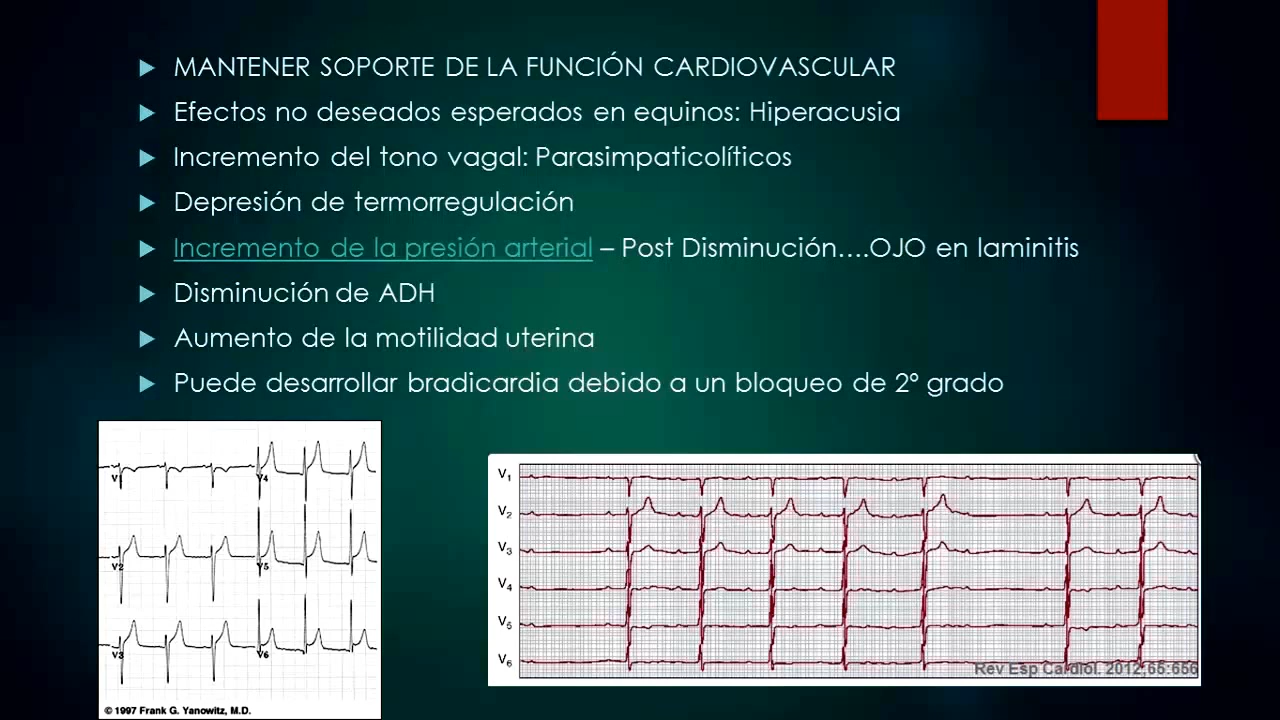 MANTENER SOPORTE DE LA FUNCIÓN CARDIOVASCULAR
Efectos no deseados esperados en equinos: Hiperacusia
Incremento del tono vagal: Parasimpaticolíticos
Depresión de termorregulación
Incremento de la presión arterial – Post Disminución....OJO en laminitis
Disminución de ADH
Aumento de la motilidad uterina
Puede desarrollar bradicardia debido a un bloqueo de 2º grado
V V4
V2 V5
V3 V6
© 1997 Frank G. Yanowitz, M.D.
V1
V2
V3
V4
V5
V6
Rev Esp Cardiol. 2012;65:656